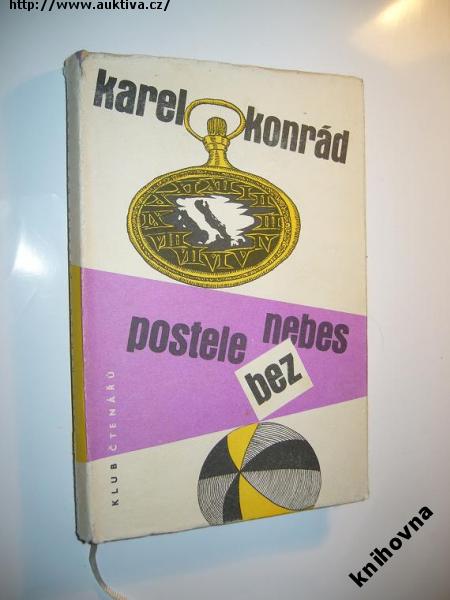 http://www.auktiva.cz/
karel
konrád
postele nebes
bez
KLUB ČTENÁŘŮ
knihovna